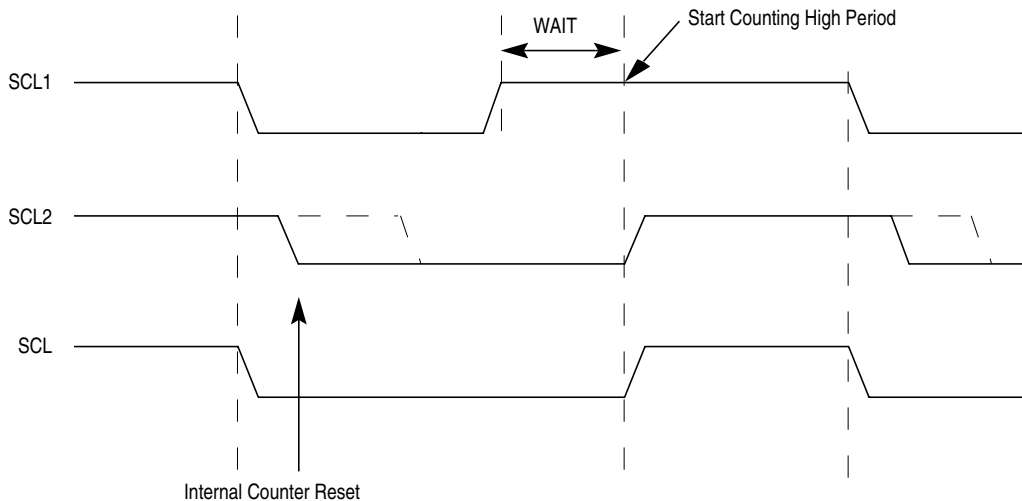 WAIT
Start Counting High Period
SCL1
SCL2
SCL
Internal Counter Reset